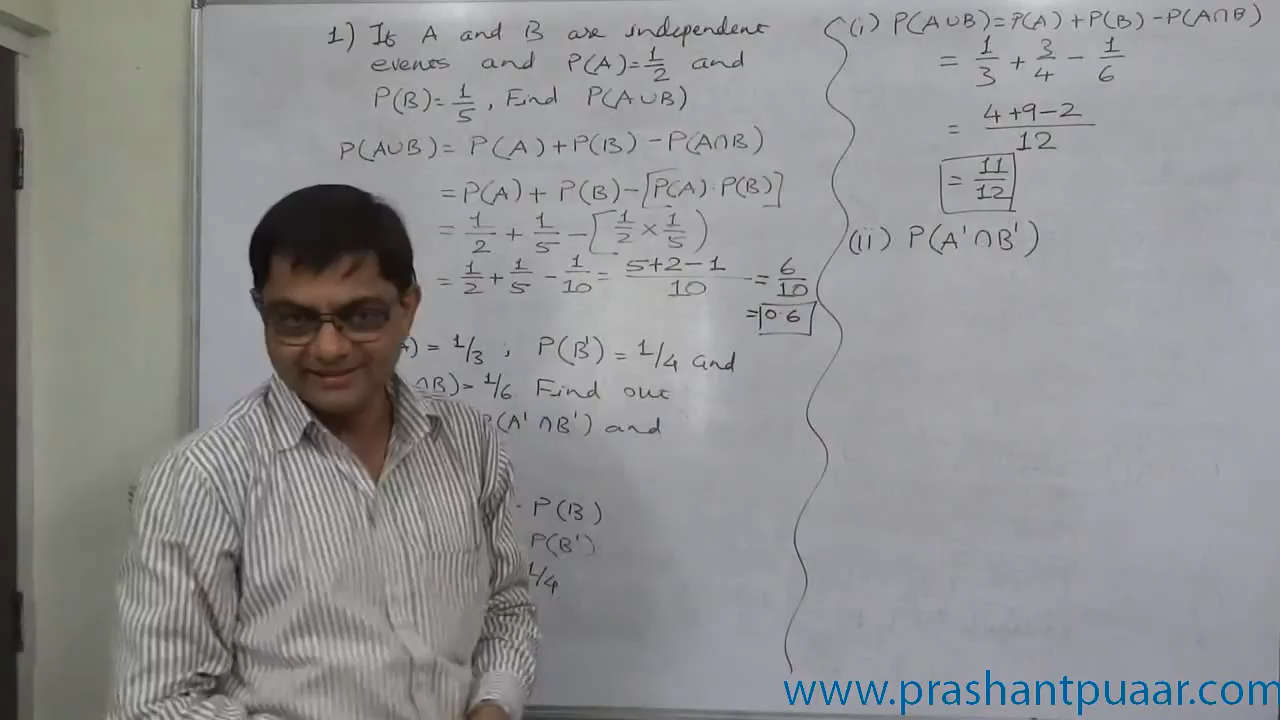 1) If A and B are independent
events and P(A)=1/2 and
P(B)=1/5, Find P(A∪B)
P(A∪B) = P(A)+P(B) -P(A∩B)
=P(A)+ P(B)-[P(A)·P(B)]
= 1/2 + 1/5 - [1/2 × 1/5)
= 1/2 + 1/5 - 1/10 = (5+2-1)/10 = 6/10
= 0.6
) = 1/3 ; P(B') = 1/4 and
∩B)= 1/6 Find out
P(A' ∩ B') and
- P(B)
P(B')
1/4
(i) P(A∪B)=P(A)+P(B)-P(A∩B)
= 1/3 + 3/4 - 1/6
= (4+9-2)/12
= 11/12
(ii) P(A'∩B')
www.prashantpuaar.com